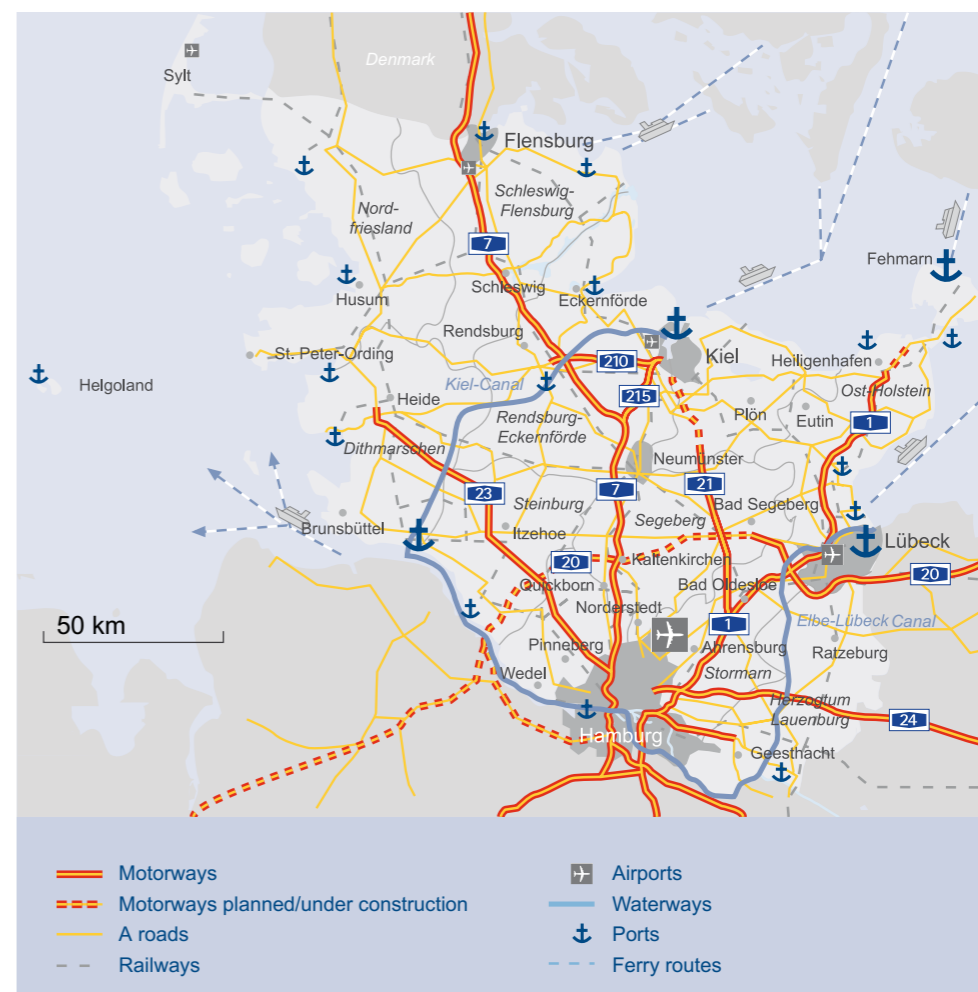 Denmark
Sylt
Flensburg
Schleswig-
Flensburg
Nord-
friesland
7
Fehmarn
Schleswig
Eckernförde
Husum
Rendsburg
Kiel
St. Peter-Ording
210
Heiligenhafen
Helgoland
Kiel-Canal
215
Ost-Holstein
Heide
Rendsburg-
Eckernförde
Plön
Eutin
1
Dithmarschen
Neumünster
23
7
21
Steinburg
Segeberg
Bad Segeberg
Brunsbüttel
Itzehoe
Lübeck
20
Kaltenkirchen
20
Quickborn
Bad Oldesloe
Norderstedt
50 km
1
Elbe-Lübeck Canal
Pinneberg
Ahrensburg
Ratzeburg
Wedel
Stormarn
Herzogtum
Lauenburg
24
Hamburg
Geesthacht
Motorways
Motorways planned/under construction
A roads
Railways
Airports
Waterways
Ports
Ferry routes